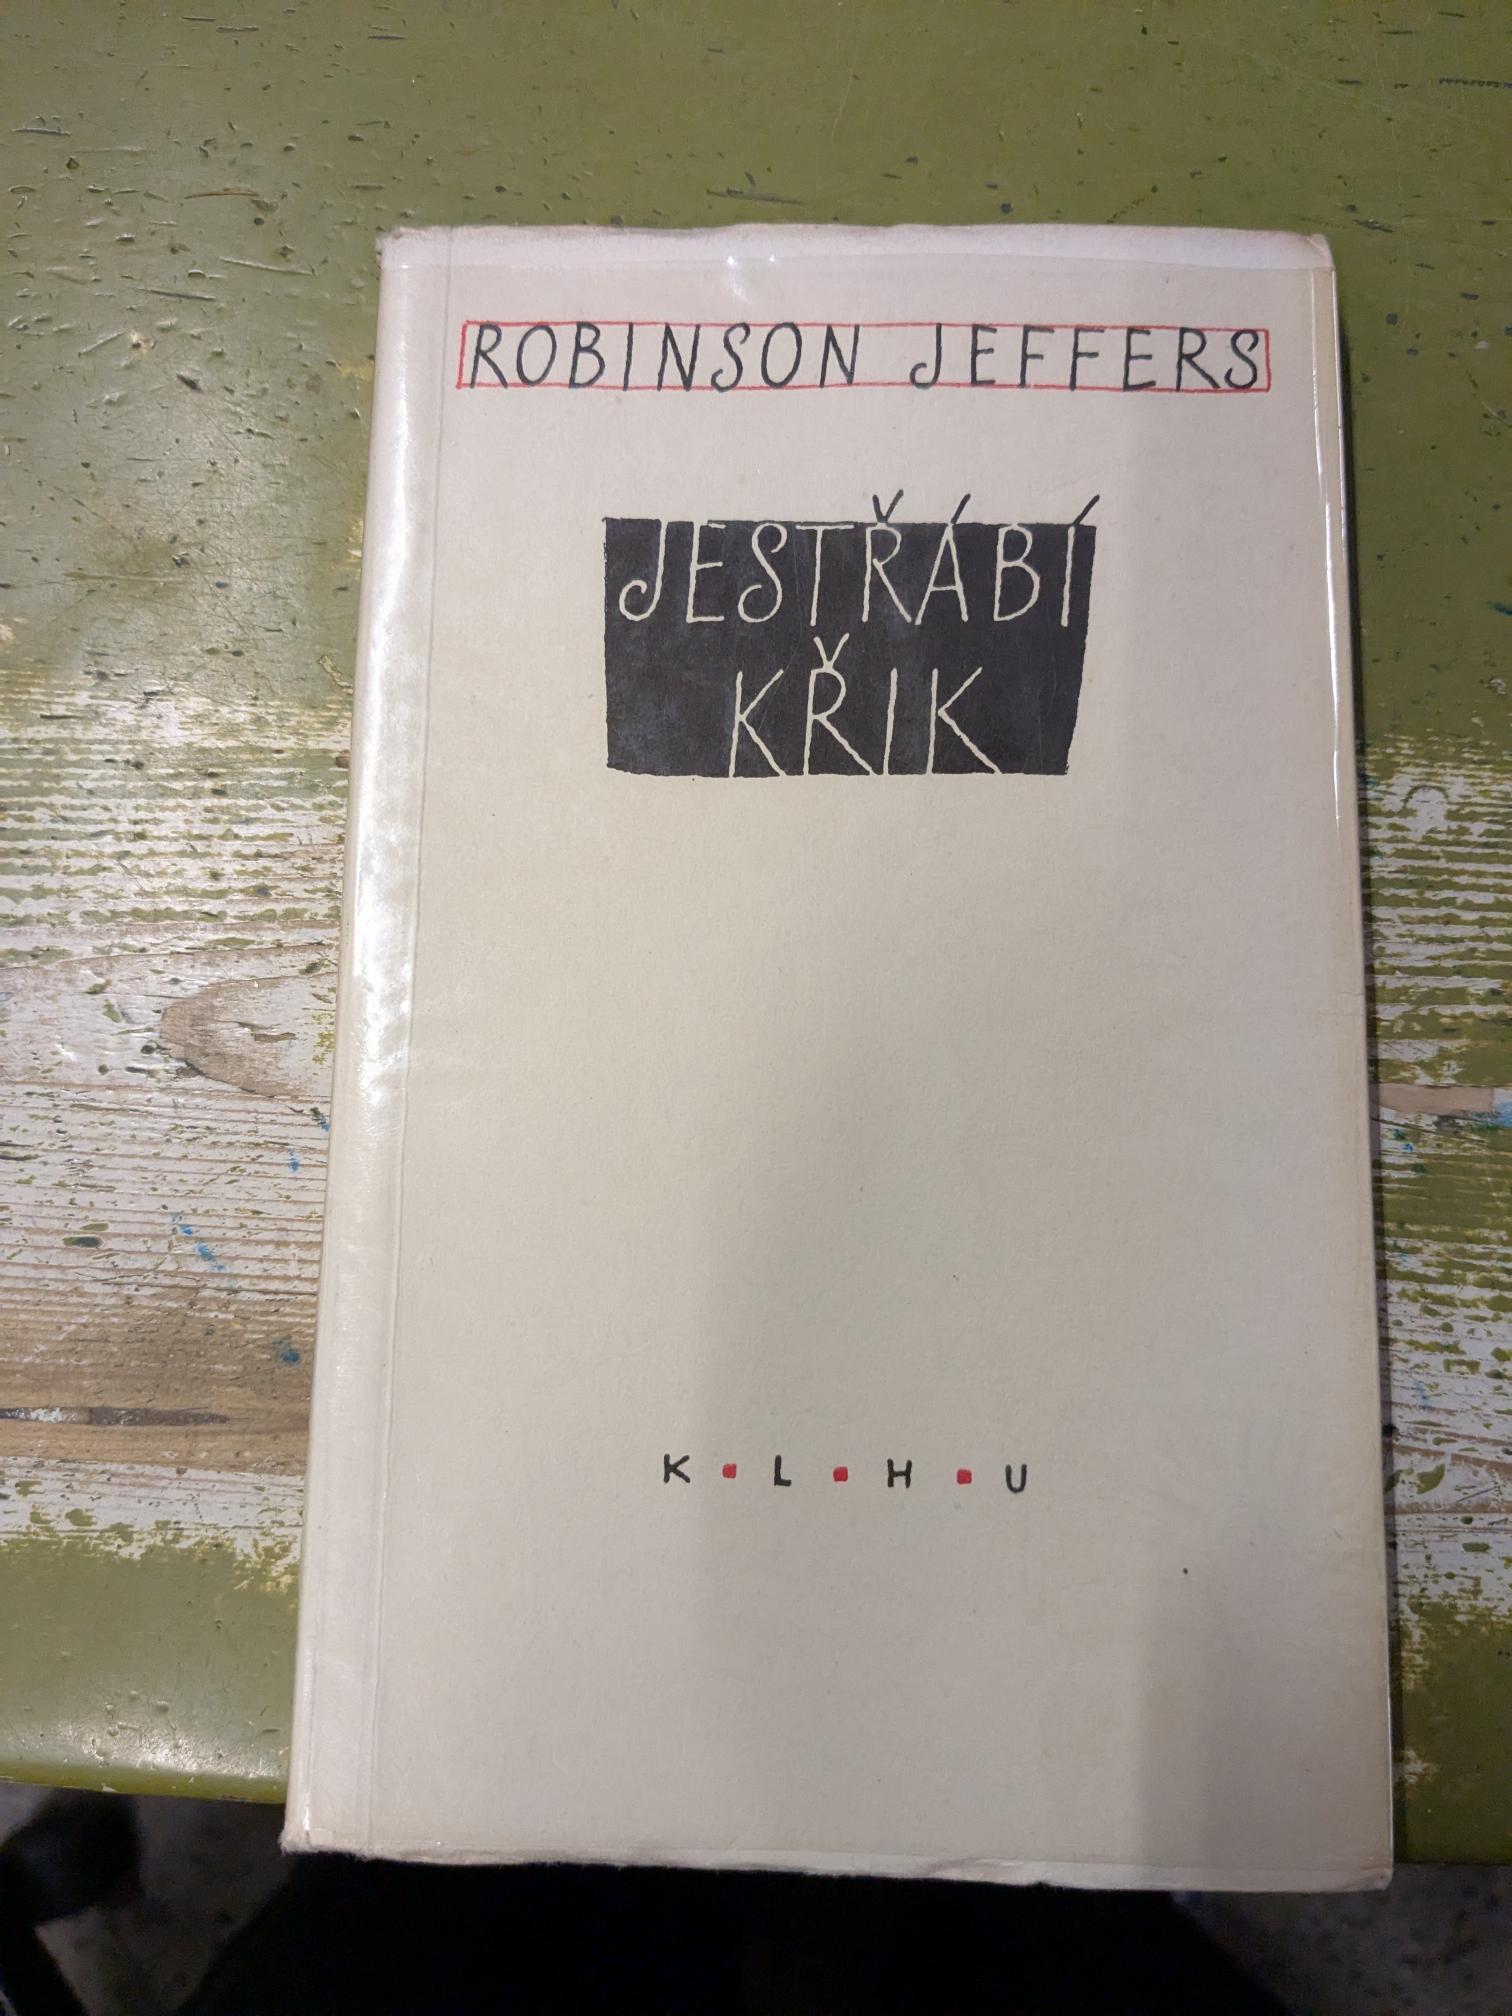 ROBINSON JEFFERS
JESTŘÁBÍ
KŘIK
K · L · H · U